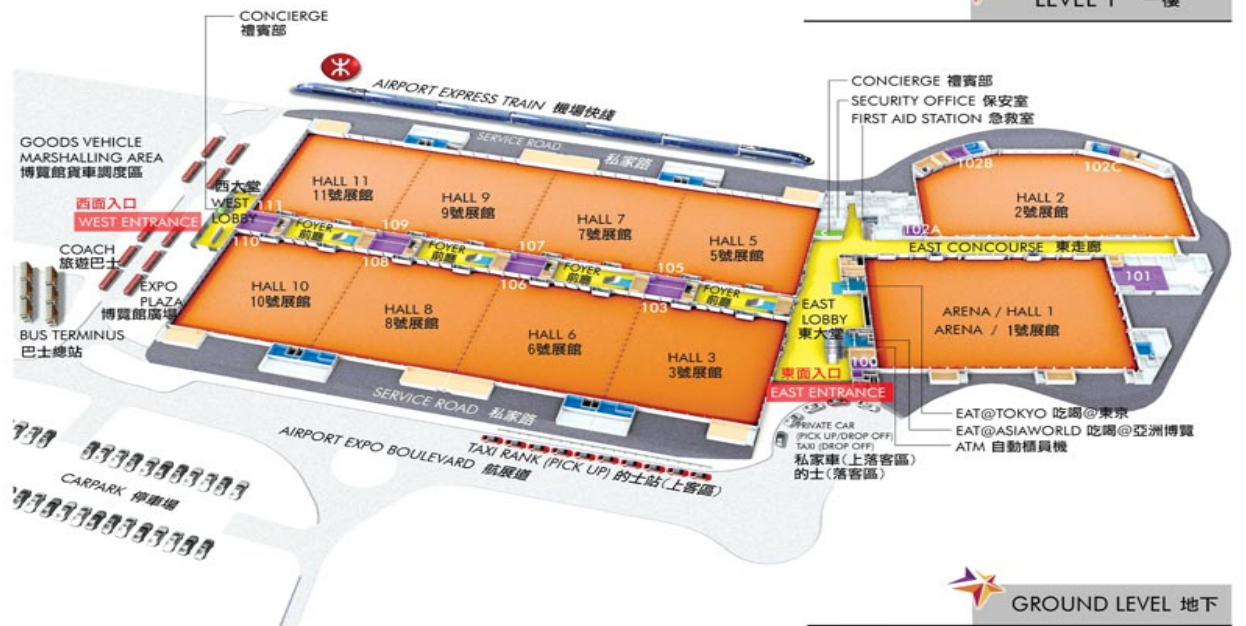 LEVEL 1 一樓
CONCIERGE
禮賓部
AIRPORT EXPRESS TRAIN 機場快綫
CONCIERGE 禮賓部
SECURITY OFFICE 保安室
FIRST AID STATION 急救室
GOODS VEHICLE
MARSHALLING AREA
博覽館貨車調度區
SERVICE ROAD 私家路
102B
102C
西面入口
WEST ENTRANCE
西大堂
WEST
LOBBY
111
110
HALL 11
11號展館
HALL 9
9號展館
HALL 7
7號展館
HALL 5
5號展館
HALL 2
2號展館
102A
EAST CONCOURSE 東走廊
101
FOYER
前廳
109
108
FOYER
前廳
107
106
FOYER
前廳
105
103
FOYER
前廳
COACH
旅遊巴士
EXPO
PLAZA
博覽館廣場
BUS TERMINUS
巴士總站
HALL 10
10號展館
HALL 8
8號展館
HALL 6
6號展館
HALL 3
3號展館
EAST
LOBBY
東大堂
ARENA / HALL 1
ARENA / 1號展館
100
東面入口
EAST ENTRANCE
SERVICE ROAD 私家路
EAT@TOKYO 吃喝@東京
EAT@ASIAWORLD 吃喝@亞洲博覽
ATM 自動櫃員機
PRIVATE CAR
(PICK UP/DROP OFF)
TAXI (DROP OFF)
私家車(上落客區)
的士(落客區)
AIRPORT EXPO BOULEVARD 航展道
TAXI RANK (PICK UP) 的士站(上客區)
CARPARK 停車場
GROUND LEVEL 地下